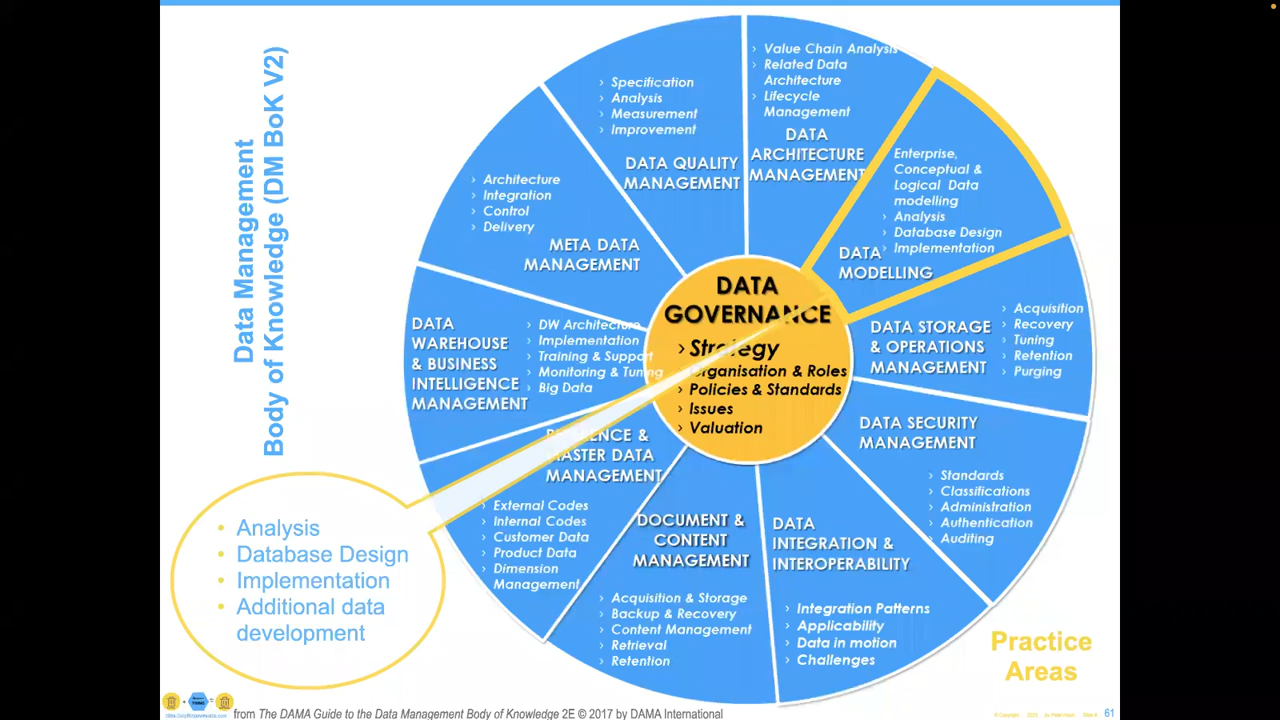 Data Management
Body of Knowledge (DM BoK V2)
› Specification
› Analysis
› Measurement
› Improvement
DATA QUALITY
MANAGEMENT
› Value Chain Analysis
› Related Data
Architecture
› Lifecycle
Management
DATA
ARCHITECTURE
MANAGEMENT
Enterprise,
Conceptual &
Logical Data
modelling
› Analysis
› Database Design
› Implementation
DATA
MODELLING
› Architecture
› Integration
› Control
› Delivery
META DATA
MANAGEMENT
DATA
GOVERNANCE
› Strategy
› Organisation & Roles
› Policies & Standards
› Issues
› Valuation
DATA STORAGE
& OPERATIONS
MANAGEMENT
› Acquisition
› Recovery
› Tuning
› Retention
› Purging
DATA
WAREHOUSE
& BUSINESS
INTELLIGENCE
MANAGEMENT
› DW Architecture
› Implementation
› Training & Support
› Monitoring & Tuning
› Big Data
DATA SECURITY
MANAGEMENT
› Standards
› Classifications
› Administration
› Authentication
› Auditing
REFERENCE &
MASTER DATA
MANAGEMENT
› External Codes
› Internal Codes
› Customer Data
› Product Data
› Dimension
Management
DOCUMENT &
CONTENT
MANAGEMENT
› Acquisition & Storage
› Backup & Recovery
› Content Management
› Retrieval
› Retention
DATA
INTEGRATION &
INTEROPERABILITY
› Integration Patterns
› Applicability
› Data in motion
› Challenges
• Analysis
• Database Design
• Implementation
• Additional data
development
Practice
Areas
from The DAMA Guide to the Data Management Body of Knowledge 2E © 2017 by DAMA International
61